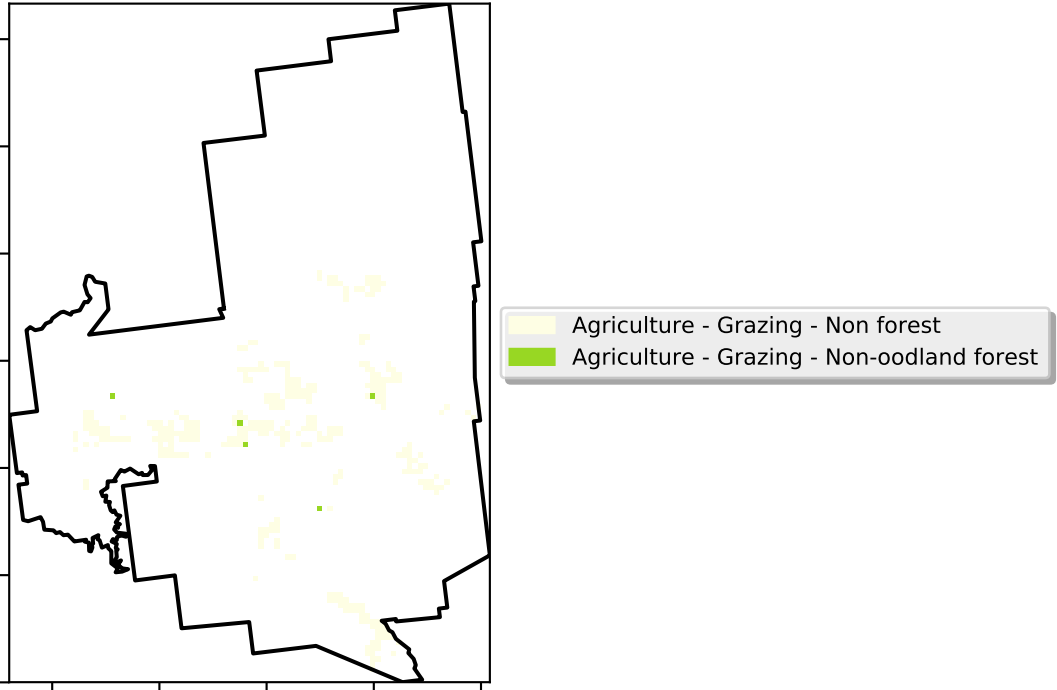 Agriculture - Grazing - Non forest
Agriculture - Grazing - Non-oodland forest